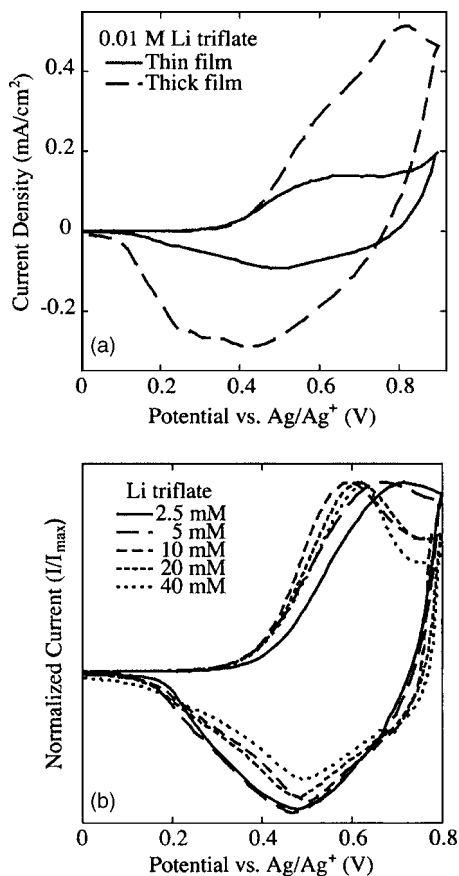 0.01 M Li triflate
Thin film
Thick film
0.4
0.2
0
-0.2
Current Density (mA/cm²)
(a)
0
0.2
0.4
0.6
0.8
Potential vs. Ag/Ag⁺ (V)
Li triflate
2.5 mM
5 mM
10 mM
20 mM
40 mM
Normalized Current (I/Iₘₐₓ)
(b)
0.0
0.2
0.4
0.6
0.8
Potential vs. Ag/Ag⁺ (V)